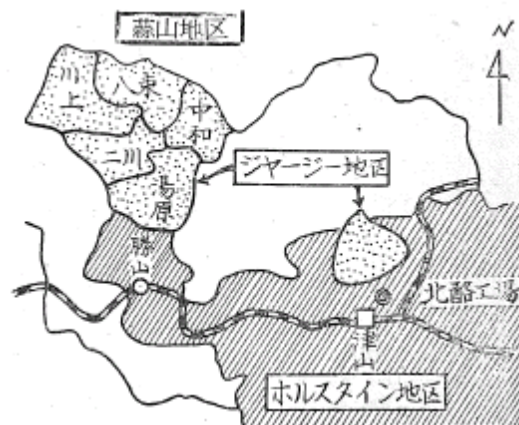 蒜山地区
N
川上
八束
中和
二川
湯原
ジヤージー地区
勝山
北酪工場
津山
ホルスタイン地区